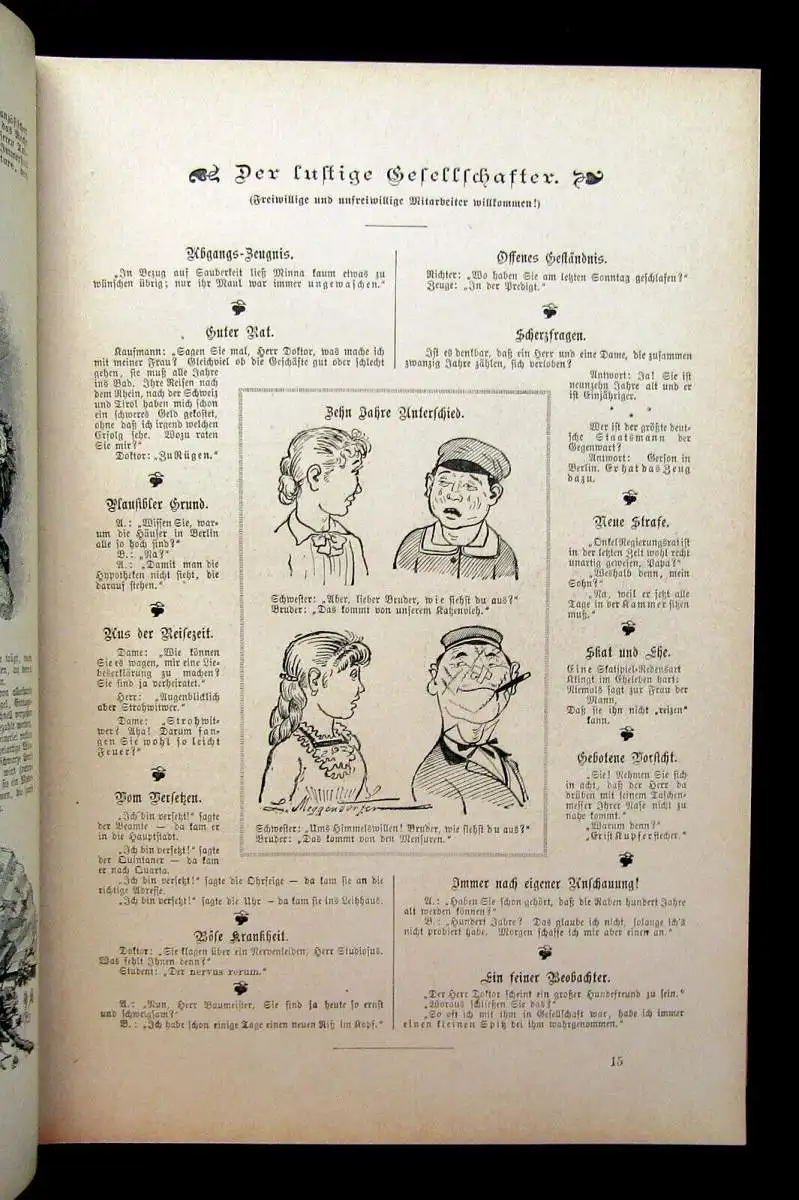 Der lustige Gesellschafter.
(Freiwillige und unfreiwillige Mitarbeiter willkommen!)
Abgangs-Zeugnis.
„In Bezug auf Sauberkeit ließ Minna kaum etwas zu
wünschen übrig; nur ihr Maul war immer ungewaschen.“
Guter Rat.
Kaufmann: „Sagen Sie mal, Herr Doktor, was mache ich
mit meiner Frau? Gleichviel ob die Geschäfte gut oder schlecht
gehen, sie muß alle Jahre
ins Bad. Ihre Reisen nach
dem Rhein, nach der Schweiz
und Tirol haben mich schon
ein schweres Geld gekostet,
ohne daß ich irgend welchen
Erfolg sehe. Wozu raten
Sie mir?“
Doktor: „Zu Rügen.“
Plausibler Grund.
A.: „Wissen Sie, war-
um die Häuser in Berlin
alle so hoch sind?“
B.: „Na?“
A.: „Damit man die
Hypotheken nicht sieht, die
darauf stehen.“
Aus der Reisezeit.
Dame: „Wie können
Sie es wagen, mir eine Lie-
beserklärung zu machen?
Sie sind ja verheiratet.“
Herr: „Augenblicklich
aber Strohwitwer.“
Dame: „Strohwit-
wer? Aha! Darum fan-
gen Sie wohl so leicht
Feuer?“
Vom Versetzen.
„Ich bin versetzt!“ sagte
der Beamte — da kam er
in die Hauptstadt.
„Ich bin versetzt!“ sagte
der Quintaner — da kam
er nach Quarta.
„Ich bin versetzt!“ sagte die Ohrfeige — da kam sie an die
richtige Adresse.
„Ich bin versetzt!“ sagte die Uhr — da kam sie ins Leihhaus.
Böse Krankheit.
Doktor: „Sie klagen über ein Nervenleiden, Herr Studiosus.
Was fehlt Ihnen denn?“
Student: „Der nervus rerum.“
A.: „Nun, Herr Baumeister, Sie sind ja heute so ernst
und schweigsam?“
B.: „Ich habe schon einige Tage einen neuen Riß im Kopf.“
Zehn Jahre Unterschied.
Schwester: „Aber, lieber Bruder, wie siehst du aus?“
Bruder: „Das kommt von unserem Katzenvieh.“
L. Meggendorfer
Schwester: „Ums Himmelswillen! Bruder, wie siehst du aus?“
Bruder: „Das kommt von den Mensuren.“
Offenes Geständnis.
Richter: „Wo haben Sie am letzten Sonntag geschlafen?“
Zeuge: „In der Predigt.“
Scherzfragen.
Ist es denkbar, daß ein Herr und eine Dame, die zusammen
zwanzig Jahre zählen, sich verloben?
Antwort: Ja! Sie ist
neunzehn Jahre alt und er
ist Einjähriger.
* * *
Wer ist der größte deut-
sche Staatsmann der
Gegenwart?
Antwort: Gerson in
Berlin. Er hat das Zeug
dazu.
Neue Strafe.
„Onkel Regierungsrat ist
in der letzten Zeit wohl recht
unartig gewesen, Papa?“
„Weshalb denn, mein
Sohn?“
„Na, weil er jetzt alle
Tage in der Kammer sitzen
muß.“
Skat und Ehe.
Eine Skatspiel-Redensart
Klingt im Eheleben hart:
Niemals sagt zur Frau der
Mann,
Daß sie ihn nicht „reizen“
kann.
Gebotene Vorsicht.
„Sie! Nehmen Sie sich
in acht, daß der Herr da
drüben mit seinem Taschen-
messer Ihrer Nase nicht zu
nahe kommt.“
„Warum denn?“
„Er ist Kupferstecher.“
Immer nach eigener Anschauung!
A.: „Haben Sie schon gehört, daß die Raben hundert Jahre
alt werden können?“
B.: „Hundert Jahre? Das glaube ich nicht, solange ich's
nicht probiert habe. Morgen schaffe ich mir aber einen an.“
Ein feiner Beobachter.
„Der Herr Doktor scheint ein großer Hundefreund zu sein.“
„Woraus schließen Sie das?“
„So oft ich mit ihm in Gesellschaft war, habe ich immer
einen kleinen Spitz bei ihm wahrgenommen.“
15